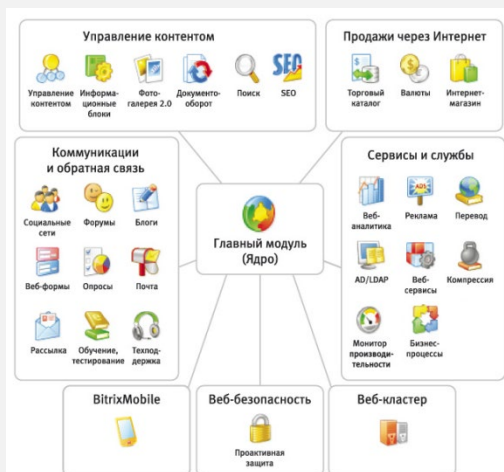 Управление контентом
Управление
контентом
Информа-
ционные
блоки
Фото-
галерея 2.0
Документо-
оборот
Поиск
SEO
SEO
Продажи через Интернет
Торговый
каталог
Валюты
Интернет-
магазин
Коммуникации
и обратная связь
Социальные
сети
Форумы
Блоги
Веб-формы
Опросы
Почта
Рассылка
Обучение,
тестирование
Техпод-
держка
Главный модуль
(Ядро)
Сервисы и службы
Веб-
аналитика
ADS
Реклама
Перевод
AD/LDAP
Веб-
сервисы
Компрессия
Монитор
производи-
тельности
Бизнес-
процессы
BitrixMobile
Веб-безопасность
Проактивная
защита
Веб-кластер